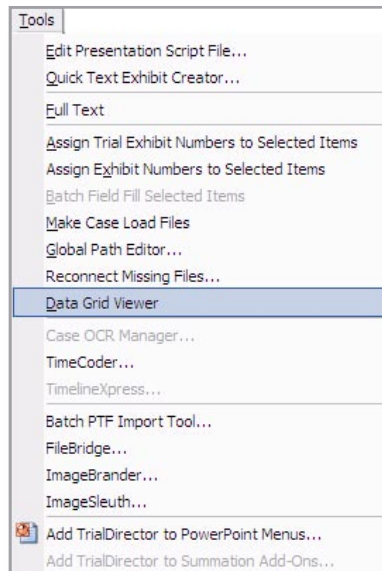 Tools
Edit Presentation Script File...
Quick Text Exhibit Creator...
Full Text
Assign Trial Exhibit Numbers to Selected Items
Assign Exhibit Numbers to Selected Items
Batch Field Fill Selected Items
Make Case Load Files
Global Path Editor...
Reconnect Missing Files...
Data Grid Viewer
Case OCR Manager...
TimeCoder...
TimelineXpress...
Batch PTF Import Tool...
FileBridge...
ImageBrander...
ImageSleuth...
Add TrialDirector to PowerPoint Menus...
Add TrialDirector to Summation Add-Ons...